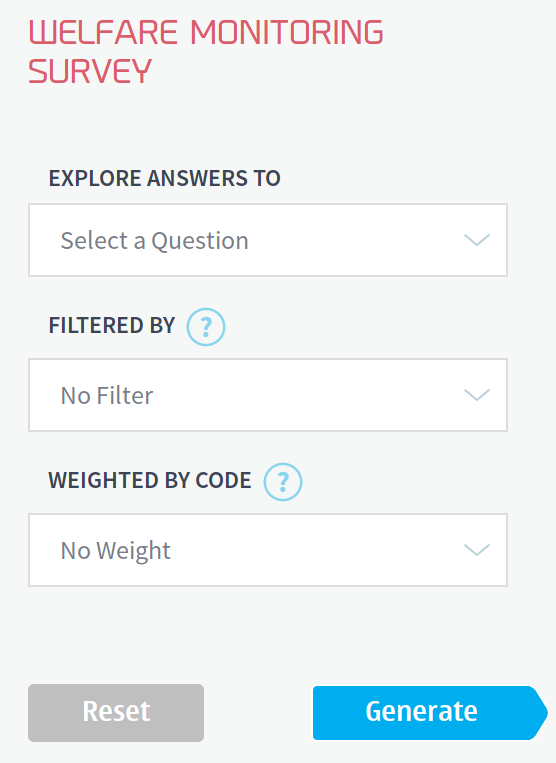 WELFARE MONITORING
SURVEY
EXPLORE ANSWERS TO
Select a Question
FILTERED BY ?
No Filter
WEIGHTED BY CODE ?
No Weight
Reset Generate